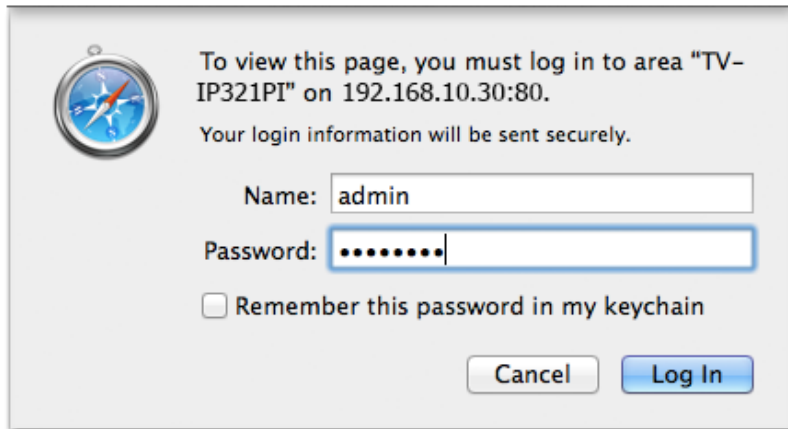 To view this page, you must log in to area “TV-
IP321PI” on 192.168.10.30:80.
Your login information will be sent securely.
Name: admin
Password: ••••••••
Remember this password in my keychain
Cancel Log In